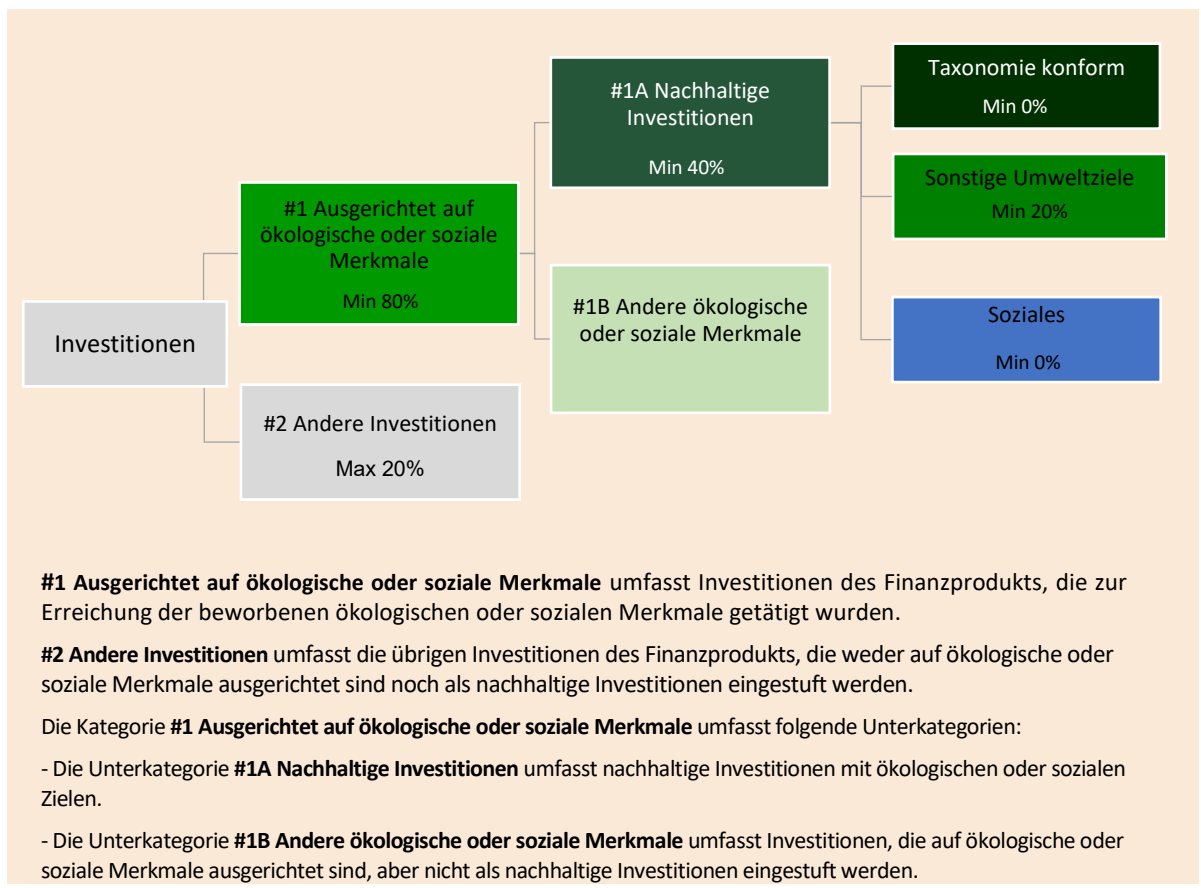 Investitionen
#1 Ausgerichtet auf
ökologische oder soziale
Merkmale
Min 80%
#2 Andere Investitionen
Max 20%
#1A Nachhaltige
Investitionen
Min 40%
#1B Andere ökologische
oder soziale Merkmale
Taxonomie konform
Min 0%
Sonstige Umweltziele
Min 20%
Soziales
Min 0%
#1 Ausgerichtet auf ökologische oder soziale Merkmale umfasst Investitionen des Finanzprodukts, die zur
Erreichung der beworbenen ökologischen oder sozialen Merkmale getätigt wurden.
#2 Andere Investitionen umfasst die übrigen Investitionen des Finanzprodukts, die weder auf ökologische oder
soziale Merkmale ausgerichtet sind noch als nachhaltige Investitionen eingestuft werden.
Die Kategorie #1 Ausgerichtet auf ökologische oder soziale Merkmale umfasst folgende Unterkategorien:
- Die Unterkategorie #1A Nachhaltige Investitionen umfasst nachhaltige Investitionen mit ökologischen oder sozialen
Zielen.
- Die Unterkategorie #1B Andere ökologische oder soziale Merkmale umfasst Investitionen, die auf ökologische oder
soziale Merkmale ausgerichtet sind, aber nicht als nachhaltige Investitionen eingestuft werden.